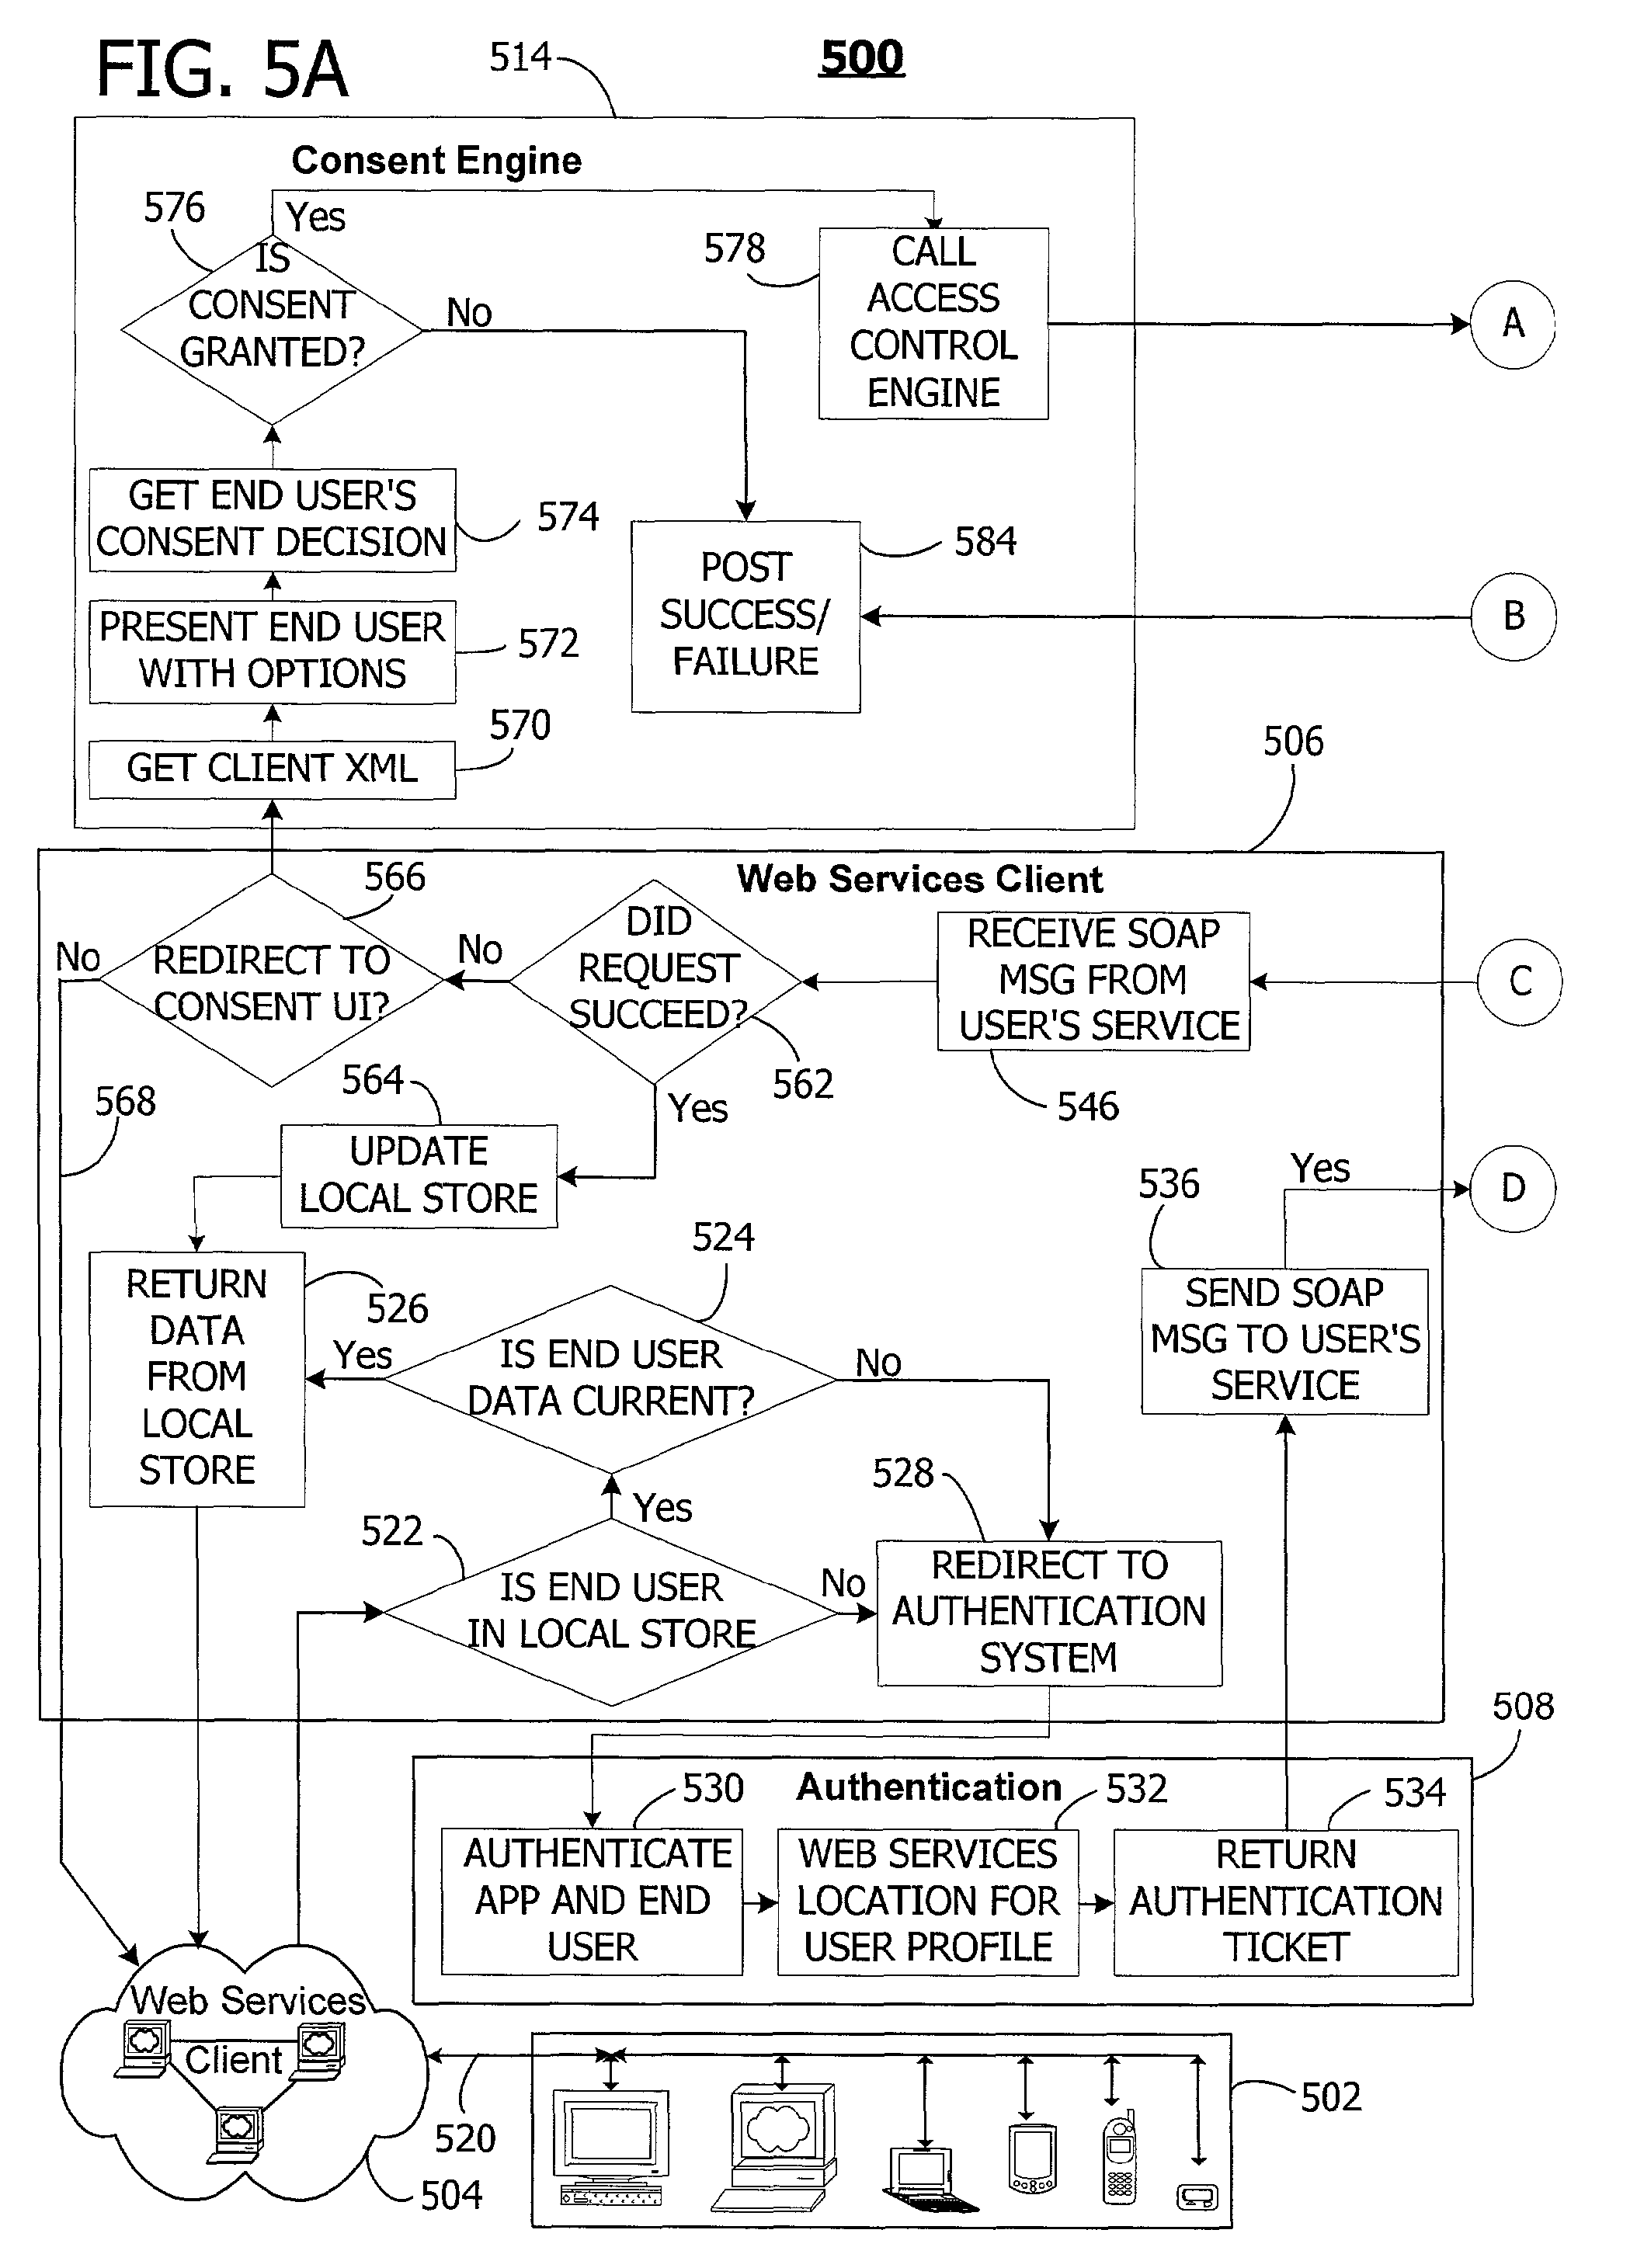 FIG. 5A
514
500
Consent Engine
576
Yes
IS
CONSENT
GRANTED?
No
578
CALL
ACCESS
CONTROL
ENGINE
A
GET END USER'S
CONSENT DECISION
574
584
POST
SUCCESS/
FAILURE
B
PRESENT END USER
WITH OPTIONS
572
570
GET CLIENT XML
506
Web Services Client
566
No
REDIRECT TO
CONSENT UI?
No
DID
REQUEST
SUCCEED?
562
RECEIVE SOAP
MSG FROM
USER'S SERVICE
546
C
568
564
Yes
UPDATE
LOCAL STORE
536
Yes
D
524
RETURN
DATA
FROM
LOCAL
STORE
526
Yes
IS END USER
DATA CURRENT?
No
SEND SOAP
MSG TO USER'S
SERVICE
528
Yes
522
IS END USER
IN LOCAL STORE
No
REDIRECT TO
AUTHENTICATION
SYSTEM
508
Authentication
530
532
534
AUTHENTICATE
APP AND END
USER
WEB SERVICES
LOCATION FOR
USER PROFILE
RETURN
AUTHENTICATION
TICKET
Web Services
Client
520
502
504